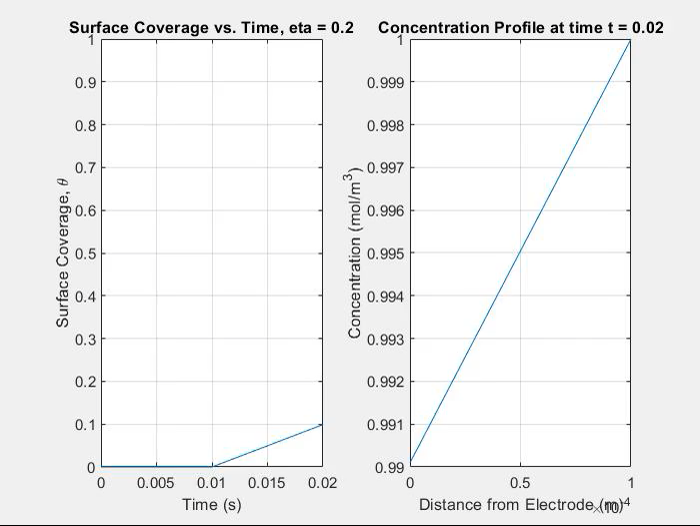 Surface Coverage vs. Time, eta = 0.2
1
0.9
0.8
0.7
0.6
0.5
0.4
0.3
0.2
0.1
0
Surface Coverage, θ
0 0.005 0.01 0.015 0.02
Time (s)
Concentration Profile at time t = 0.02
1
0.999
0.998
0.997
0.996
0.995
0.994
0.993
0.992
0.991
0.99
Concentration (mol/m³)
0 0.5 1
Distance from Electrode (m)
×10⁴